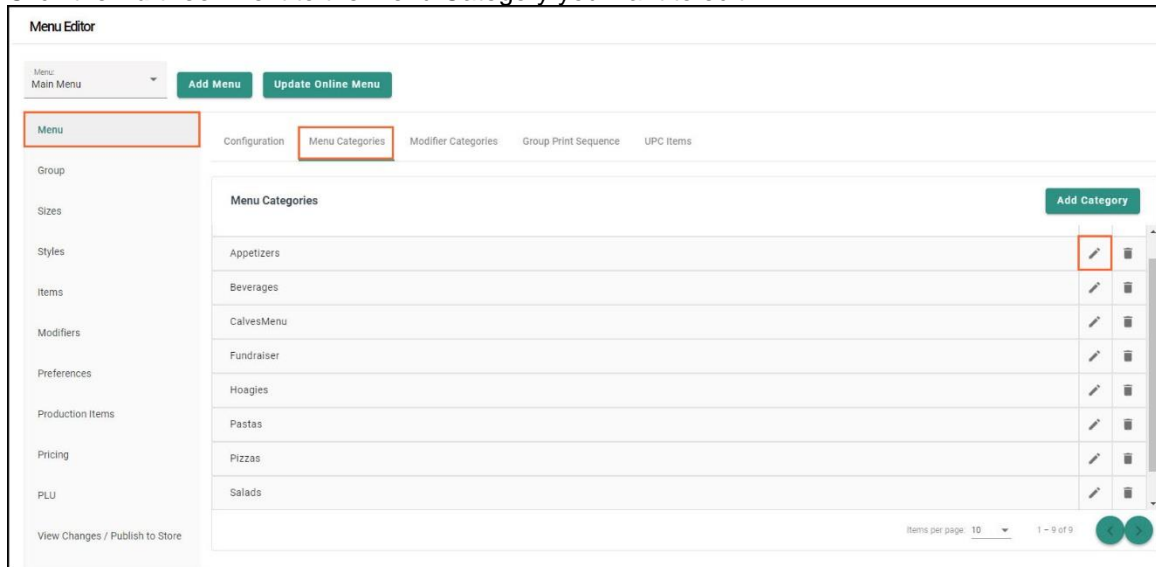 Menu Editor
Menu:
Main Menu
Add Menu
Update Online Menu
Menu
Group
Sizes
Styles
Items
Modifiers
Preferences
Production Items
Pricing
PLU
View Changes / Publish to Store
Configuration Menu Categories Modifier Categories Group Print Sequence UPC Items
Menu Categories
Add Category
Appetizers
Beverages
CalvesMenu
Fundraiser
Hoagies
Pastas
Pizzas
Salads
Items per page: 10 1 – 9 of 9